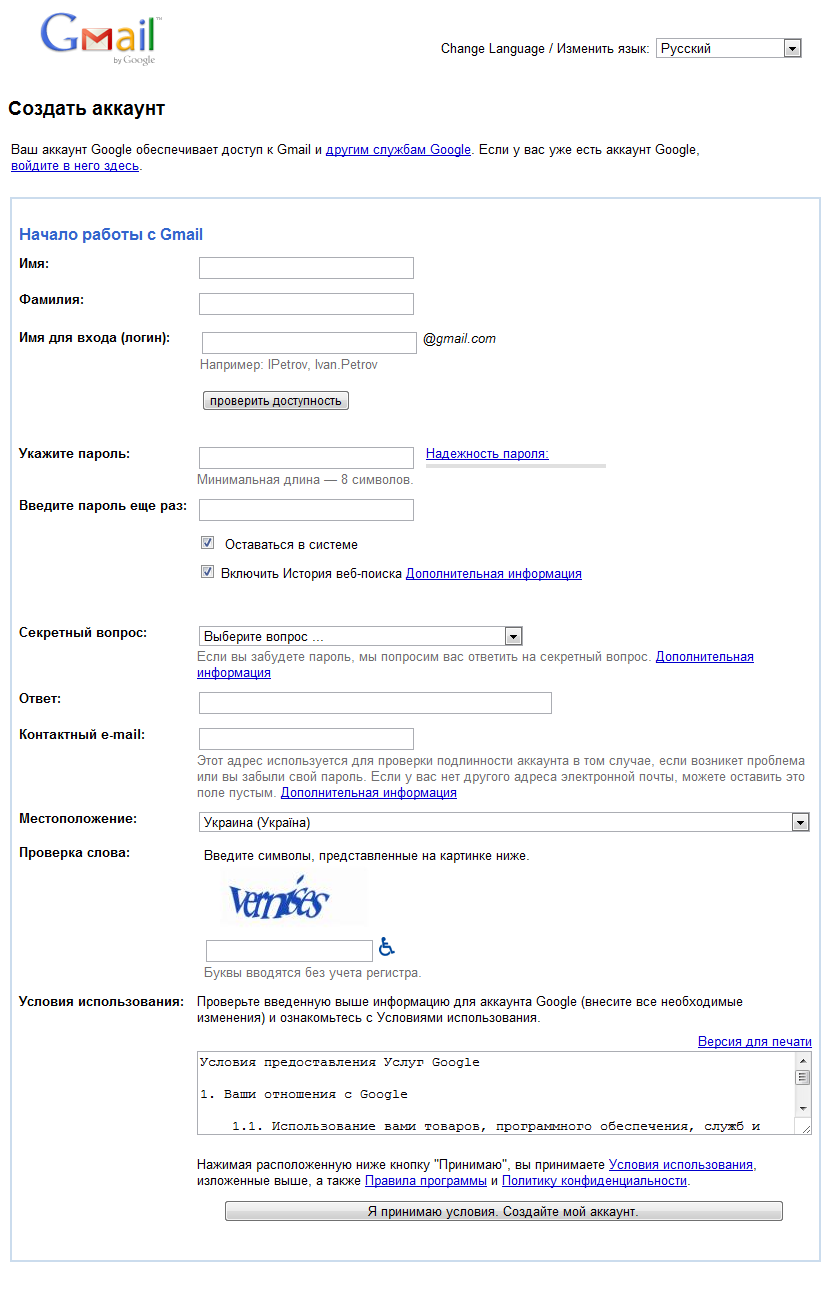 Gmail™
by Google
Change Language / Изменить язык: Русский
Создать аккаунт
Ваш аккаунт Google обеспечивает доступ к Gmail и другим службам Google. Если у вас уже есть аккаунт Google,
войдите в него здесь.
Начало работы с Gmail
Имя:
Фамилия:
Имя для входа (логин): @gmail.com
Например: IPetrov, Ivan.Petrov
проверить доступность
Укажите пароль: Надежность пароля:
Минимальная длина — 8 символов.
Введите пароль еще раз:
Оставаться в системе
Включить История веб-поиска Дополнительная информация
Секретный вопрос: Выберите вопрос ...
Если вы забудете пароль, мы попросим вас ответить на секретный вопрос. Дополнительная
информация
Ответ:
Контактный e-mail:
Этот адрес используется для проверки подлинности аккаунта в том случае, если возникет проблема
или вы забыли свой пароль. Если у вас нет другого адреса электронной почты, можете оставить это
поле пустым. Дополнительная информация
Местоположение: Украина (Україна)
Проверка слова: Введите символы, представленные на картинке ниже.
Буквы вводятся без учета регистра.
Условия использования: Проверьте введенную выше информацию для аккаунта Google (внесите все необходимые
изменения) и ознакомьтесь с Условиями использования.
Версия для печати
Условия предоставления Услуг Google
1. Ваши отношения с Google
1.1. Использование вами товаров, программного обеспечения, служб и
Нажимая расположенную ниже кнопку "Принимаю", вы принимаете Условия использования,
изложенные выше, а также Правила программы и Политику конфиденциальности.
Я принимаю условия. Создайте мой аккаунт.